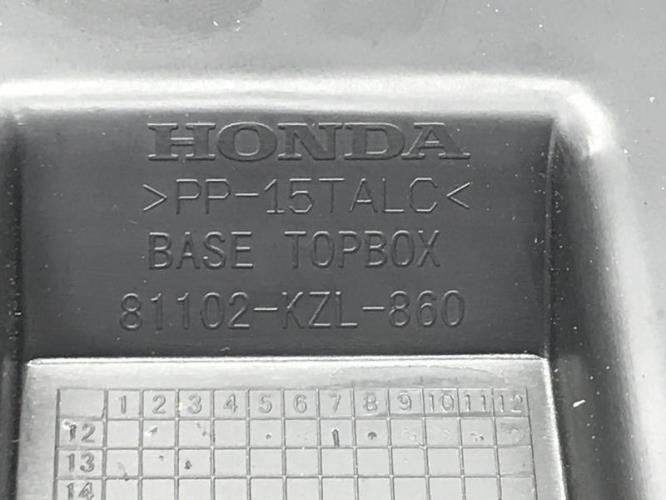 HONDA
>PP-15TALC<
BASE TOPBOX
81102-KZL-860
1 2 3 4 5 6 7 8 9 10 11 12
12
13
14